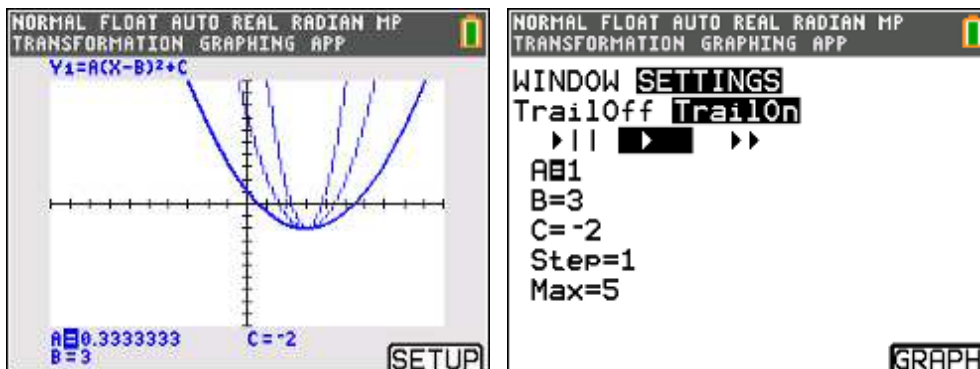 NORMAL FLOAT AUTO REAL RADIAN MP
TRANSFORMATION GRAPHING APP
Y1=A(X-B)²+C
A=0.3333333 C=-2
B=3
SETUP
NORMAL FLOAT AUTO REAL RADIAN MP
TRANSFORMATION GRAPHING APP
WINDOW SETTINGS
TrailOff TrailOn
▶|| ▶ ▶▶
A=1
B=3
C=-2
Step=1
Max=5
GRAPH